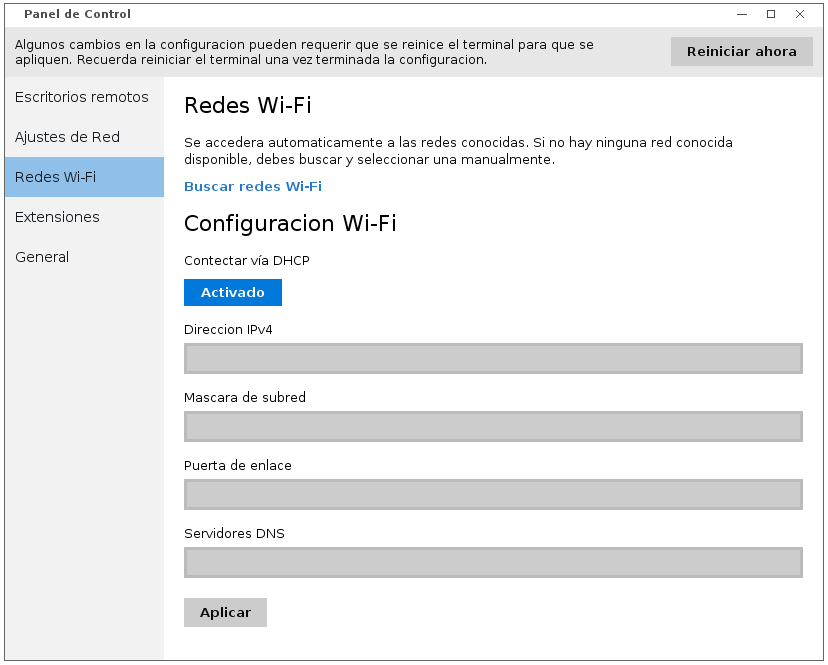 Panel de Control
Algunos cambios en la configuracion pueden requerir que se reinice el terminal para que se
apliquen. Recuerda reiniciar el terminal una vez terminada la configuracion.
Reiniciar ahora
Escritorios remotos
Ajustes de Red
Redes Wi-Fi
Extensiones
General
Redes Wi-Fi
Se accedera automaticamente a las redes conocidas. Si no hay ninguna red conocida
disponible, debes buscar y seleccionar una manualmente.
Buscar redes Wi-Fi
Configuracion Wi-Fi
Contectar vía DHCP
Activado
Direccion IPv4
Mascara de subred
Puerta de enlace
Servidores DNS
Aplicar